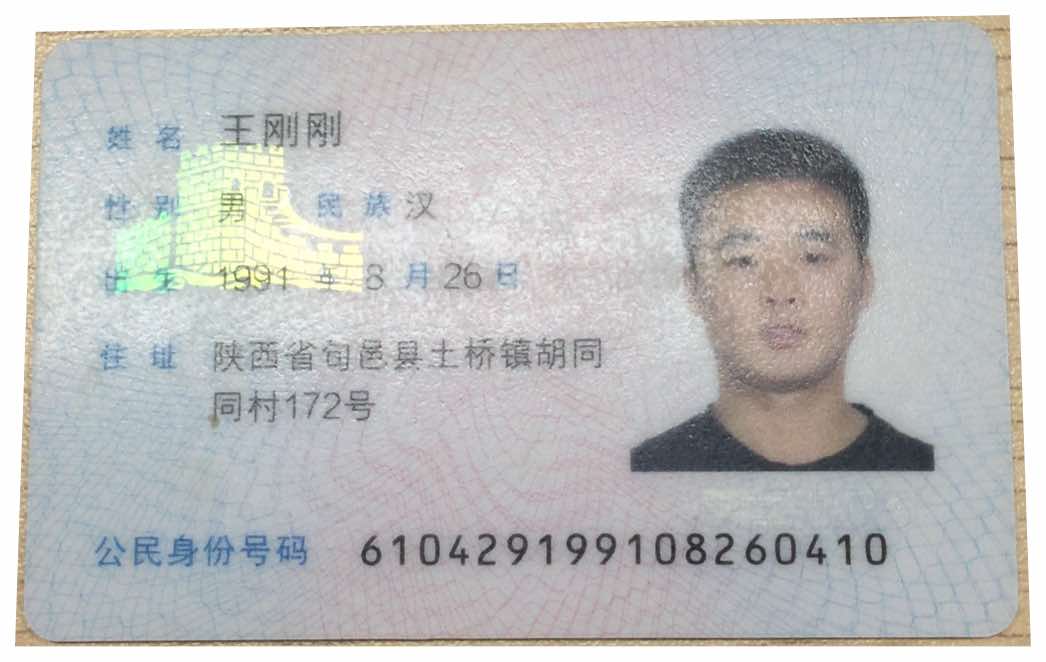 姓名 王刚刚
性别 男 民族 汉
出生 1991 年 8 月 26 日
住址 陕西省旬邑县土桥镇胡同
同村172号
公民身份号码 610429199108260410